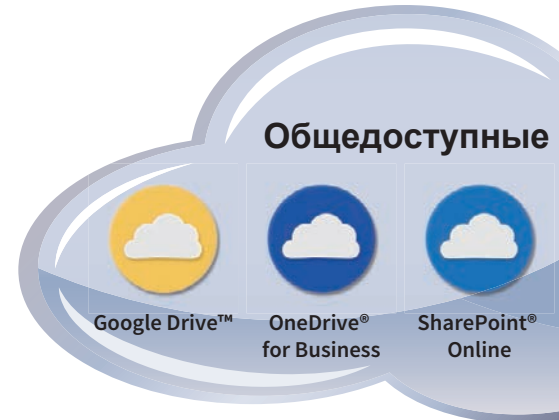 Общедоступные
Google Drive™
OneDrive®
for Business
SharePoint®
Online